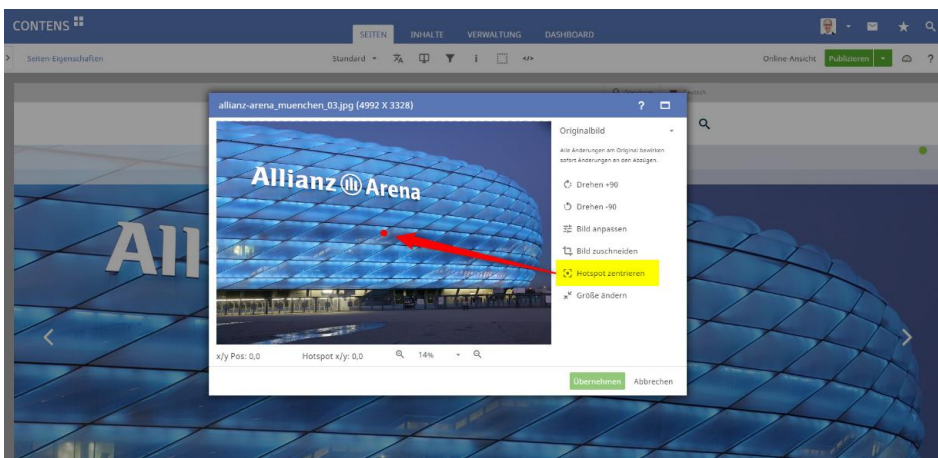 CONTENS
SEITEN INHALTE VERWALTUNG DASHBOARD
Seiten-Eigenschaften Standard i </> Online-Ansicht Publizieren ?
allianz-arena_muenchen_03.jpg (4992 X 3328) ?
Originalbild
Alle Änderungen am Original bewirken
sofort Änderungen an den Abzügen.
Allianz Arena
Drehen +90
Drehen -90
Bild anpassen
All
Bild zuschneiden
Hotspot zentrieren
Größe ändern
x/y Pos: 0,0 Hotspot x/y: 0,0 14%
Übernehmen Abbrechen